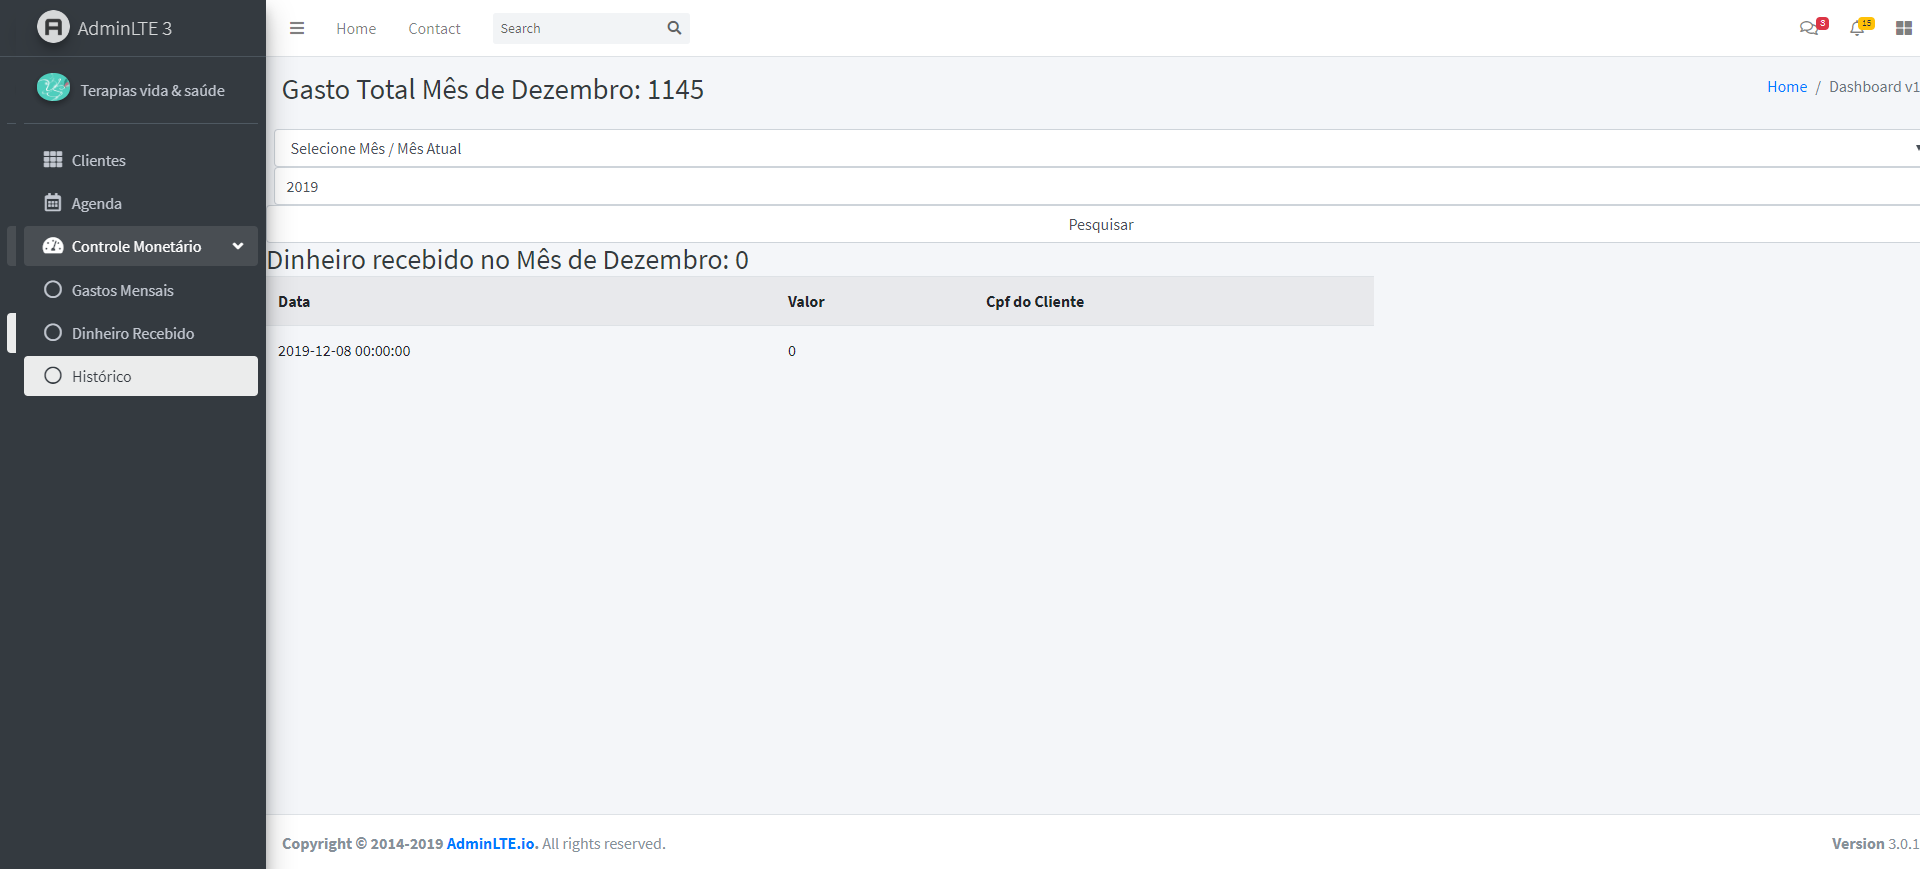 AdminLTE 3
Home
Contact
Search
3
15
Terapias vida & saúde
Clientes
Agenda
Controle Monetário
Gastos Mensais
Dinheiro Recebido
Histórico
Gasto Total Mês de Dezembro: 1145
Home / Dashboard v1
Selecione Mês / Mês Atual
2019
Pesquisar
Dinheiro recebido no Mês de Dezembro: 0
Data Valor Cpf do Cliente
2019-12-08 00:00:00 0
Copyright © 2014-2019 AdminLTE.io. All rights reserved.
Version 3.0.1